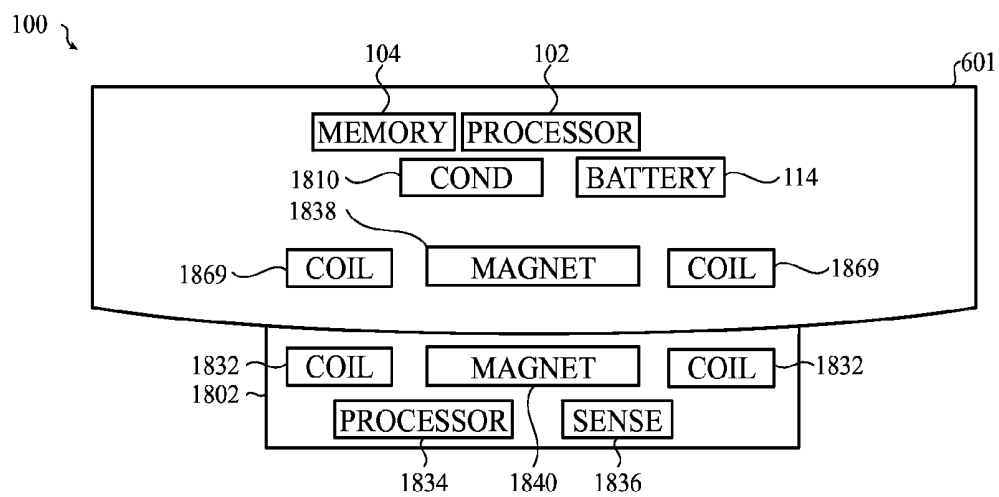 100
104 102 601
MEMORY PROCESSOR
1810 COND BATTERY 114
1838
1869 COIL MAGNET COIL 1869
1832 COIL MAGNET COIL 1832
1802
PROCESSOR SENSE
1834 1840 1836